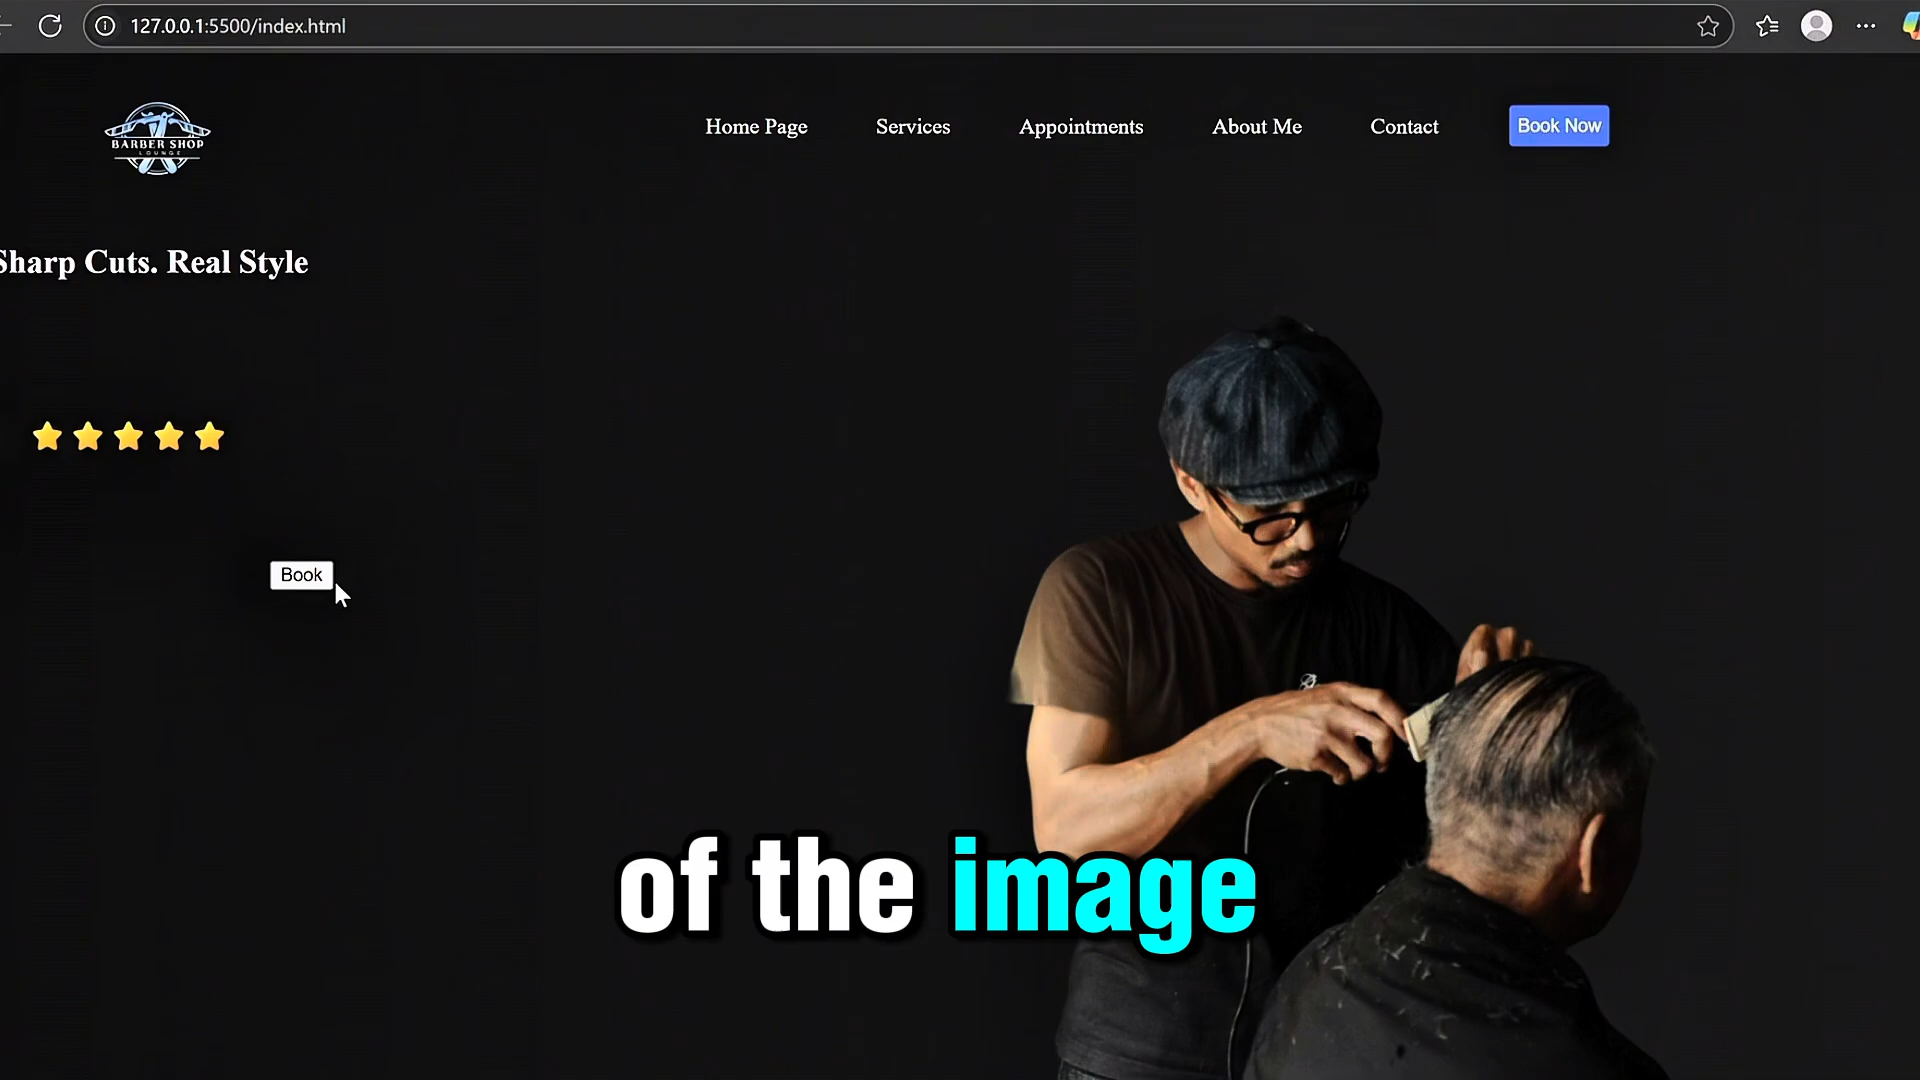 127.0.0.1:5500/index.html
BARBER SHOP
LOUNGE
Home Page Services Appointments About Me Contact Book Now
Sharp Cuts. Real Style
Book
of the image